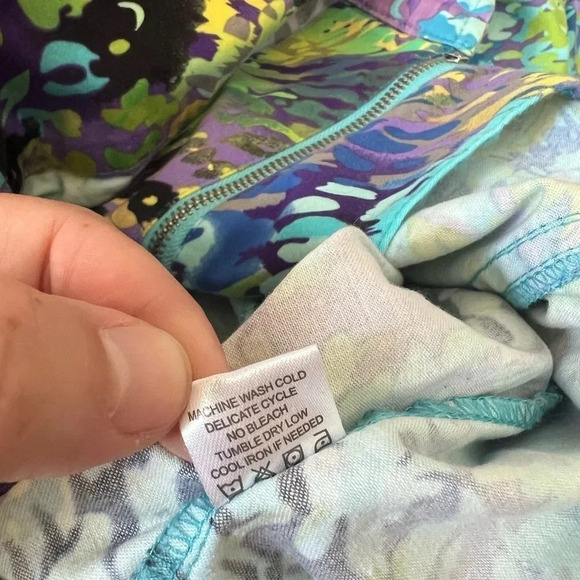 MACHINE WASH COLD
DELICATE CYCLE
NO BLEACH
TUMBLE DRY LOW
COOL IRON IF NEEDED